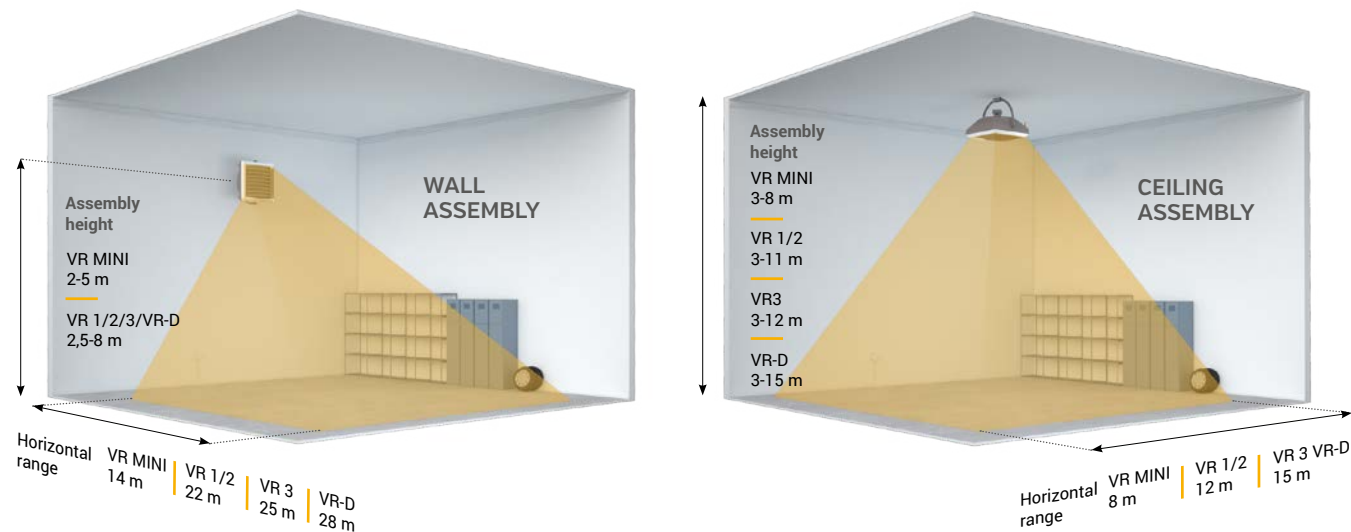 WALL
ASSEMBLY
Assembly
height
VR MINI
2-5 m
VR 1/2/3/VR-D
2,5-8 m
Horizontal
range
VR MINI
14 m
VR 1/2
22 m
VR 3
25 m
VR-D
28 m
CEILING
ASSEMBLY
Assembly
height
VR MINI
3-8 m
VR 1/2
3-11 m
VR3
3-12 m
VR-D
3-15 m
Horizontal
range
VR MINI
8 m
VR 1/2
12 m
VR 3 VR-D
15 m